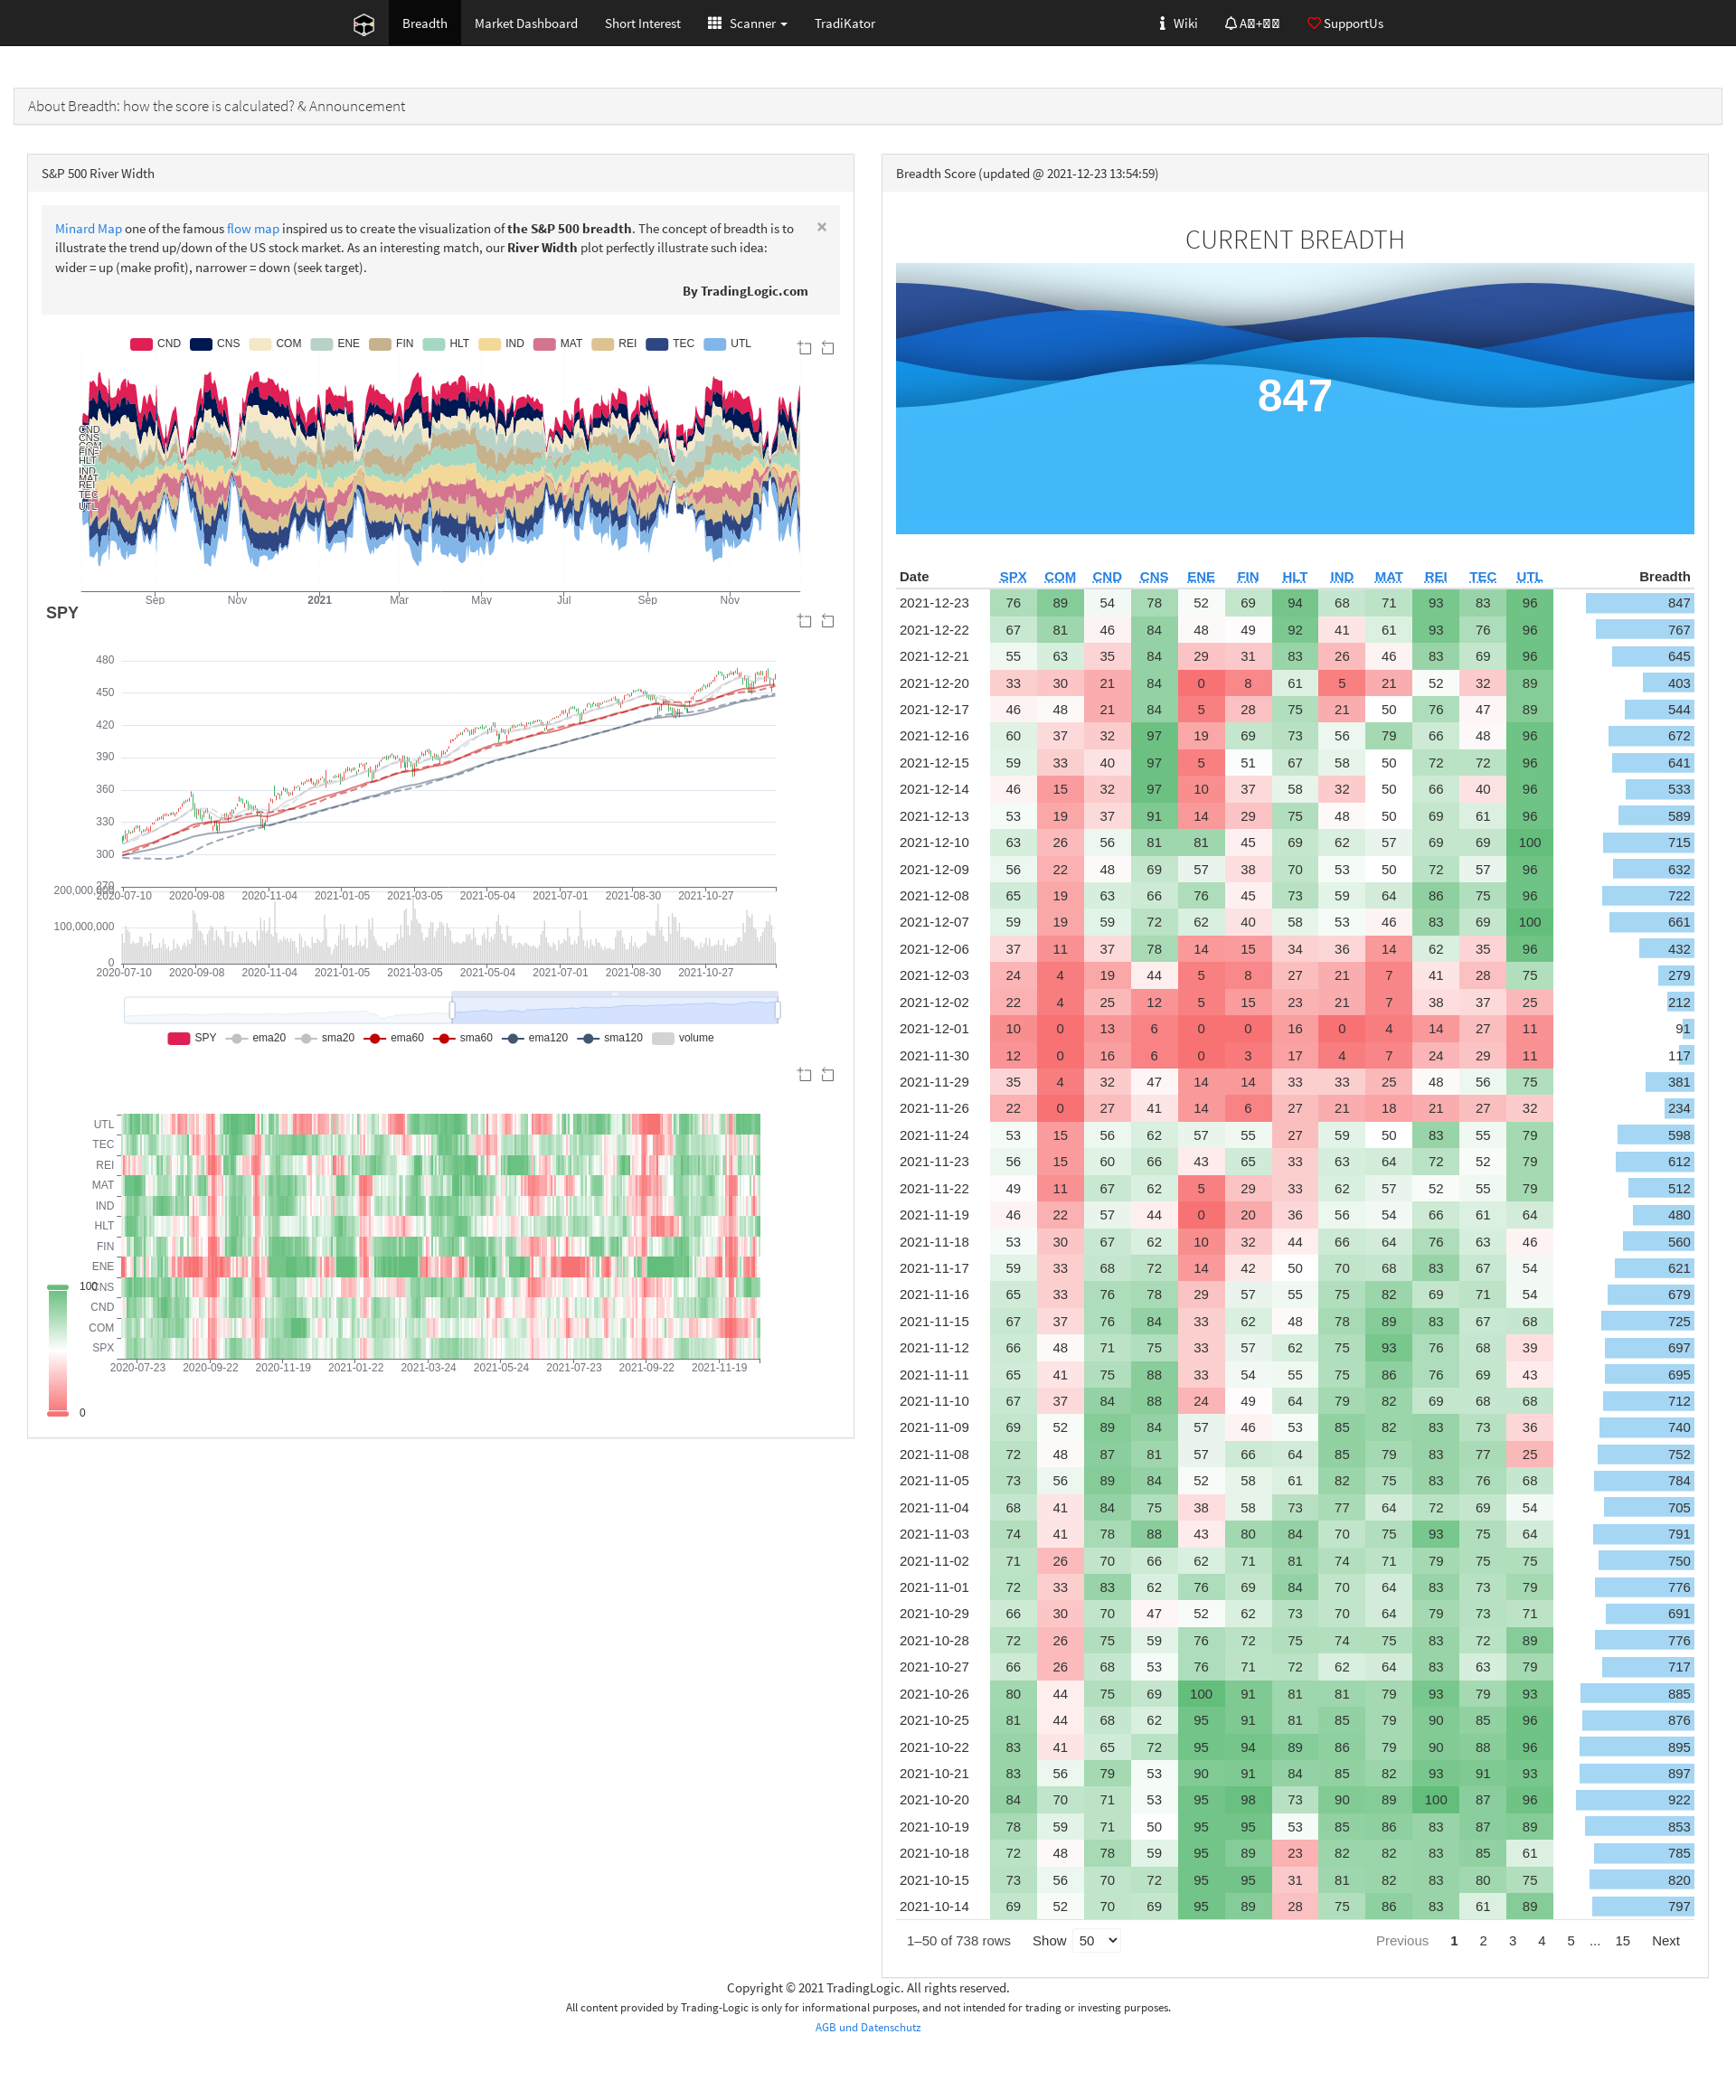 Breadth Market Dashboard Short Interest Scanner TradiKator Wiki SupportUs
About Breadth: how the score is calculated? & Announcement
S&P 500 River Width
Minard Map one of the famous flow map inspired us to create the visualization of the S&P 500 breadth. The concept of breadth is to
illustrate the trend up/down of the US stock market. As an interesting match, our River Width plot perfectly illustrate such idea:
wider = up (make profit), narrower = down (seek target).
×
By TradingLogic.com
CND CNS COM ENE FIN HLT IND MAT REI TEC UTL
CND
CNS
COM
FIN
HLT
IND
MAT
REI
TEC
UTL
Sep Nov 2021 Mar May Jul Sep Nov
SPY
480
450
420
390
360
330
300
270
2020-07-10 2020-09-08 2020-11-04 2021-01-05 2021-03-05 2021-05-04 2021-07-01 2021-08-30 2021-10-27
200,000,000
100,000,000
0
2020-07-10 2020-09-08 2020-11-04 2021-01-05 2021-03-05 2021-05-04 2021-07-01 2021-08-30 2021-10-27
SPY ema20 sma20 ema60 sma60 ema120 sma120 volume
UTL
TEC
REI
MAT
IND
HLT
FIN
ENE
CNS
CND
COM
SPX
100
0
2020-07-23 2020-09-22 2020-11-19 2021-01-22 2021-03-24 2021-05-24 2021-07-23 2021-09-22 2021-11-19
Breadth Score (updated @ 2021-12-23 13:54:59)
CURRENT BREADTH
847
Date SPX COM CND CNS ENE FIN HLT IND MAT REI TEC UTL Breadth
2021-12-23 76 89 54 78 52 69 94 68 71 93 83 96 847
2021-12-22 67 81 46 84 48 49 92 41 61 93 76 96 767
2021-12-21 55 63 35 84 29 31 83 26 46 83 69 96 645
2021-12-20 33 30 21 84 0 8 61 5 21 52 32 89 403
2021-12-17 46 48 21 84 5 28 75 21 50 76 47 89 544
2021-12-16 60 37 32 97 19 69 73 56 79 66 48 96 672
2021-12-15 59 33 40 97 5 51 67 58 50 72 72 96 641
2021-12-14 46 15 32 97 10 37 58 32 50 66 40 96 533
2021-12-13 53 19 37 91 14 29 75 48 50 69 61 96 589
2021-12-10 63 26 56 81 81 45 69 62 57 69 69 100 715
2021-12-09 56 22 48 69 57 38 70 53 50 72 57 96 632
2021-12-08 65 19 63 66 76 45 73 59 64 86 75 96 722
2021-12-07 59 19 59 72 62 40 58 53 46 83 69 100 661
2021-12-06 37 11 37 78 14 15 34 36 14 62 35 96 432
2021-12-03 24 4 19 44 5 8 27 21 7 41 28 75 279
2021-12-02 22 4 25 12 5 15 23 21 7 38 37 25 212
2021-12-01 10 0 13 6 0 0 16 0 4 14 27 11 91
2021-11-30 12 0 16 6 0 3 17 4 7 24 29 11 117
2021-11-29 35 4 32 47 14 14 33 33 25 48 56 75 381
2021-11-26 22 0 27 41 14 6 27 21 18 21 27 32 234
2021-11-24 53 15 56 62 57 55 27 59 50 83 55 79 598
2021-11-23 56 15 60 66 43 65 33 63 64 72 52 79 612
2021-11-22 49 11 67 62 5 29 33 62 57 52 55 79 512
2021-11-19 46 22 57 44 0 20 36 56 54 66 61 64 480
2021-11-18 53 30 67 62 10 32 44 66 64 76 63 46 560
2021-11-17 59 33 68 72 14 42 50 70 68 83 67 54 621
2021-11-16 65 33 76 78 29 57 55 75 82 69 71 54 679
2021-11-15 67 37 76 84 33 62 48 78 89 83 67 68 725
2021-11-12 66 48 71 75 33 57 62 75 93 76 68 39 697
2021-11-11 65 41 75 88 33 54 55 75 86 76 69 43 695
2021-11-10 67 37 84 88 24 49 64 79 82 69 68 68 712
2021-11-09 69 52 89 84 57 46 53 85 82 83 73 36 740
2021-11-08 72 48 87 81 57 66 64 85 79 83 77 25 752
2021-11-05 73 56 89 84 52 58 61 82 75 83 76 68 784
2021-11-04 68 41 84 75 38 58 73 77 64 72 69 54 705
2021-11-03 74 41 78 88 43 80 84 70 75 93 75 64 791
2021-11-02 71 26 70 66 62 71 81 74 71 79 75 75 750
2021-11-01 72 33 83 62 76 69 84 70 64 83 73 79 776
2021-10-29 66 30 70 47 52 62 73 70 64 79 73 71 691
2021-10-28 72 26 75 59 76 72 75 74 75 83 72 89 776
2021-10-27 66 26 68 53 76 71 72 62 64 83 63 79 717
2021-10-26 80 44 75 69 100 91 81 81 79 93 79 93 885
2021-10-25 81 44 68 62 95 91 81 85 79 90 85 96 876
2021-10-22 83 41 65 72 95 94 89 86 79 90 88 96 895
2021-10-21 83 56 79 53 90 91 84 85 82 93 91 93 897
2021-10-20 84 70 71 53 95 98 73 90 89 100 87 96 922
2021-10-19 78 59 71 50 95 95 53 85 86 83 87 89 853
2021-10-18 72 48 78 59 95 89 23 82 82 83 85 61 785
2021-10-15 73 56 70 72 95 95 31 81 82 83 80 75 820
2021-10-14 69 52 70 69 95 89 28 75 86 83 61 89 797
1–50 of 738 rows Show 50 Previous 1 2 3 4 5 ... 15 Next
Copyright © 2021 TradingLogic. All rights reserved.
All content provided by Trading-Logic is only for informational purposes, and not intended for trading or investing purposes.
AGB und Datenschutz